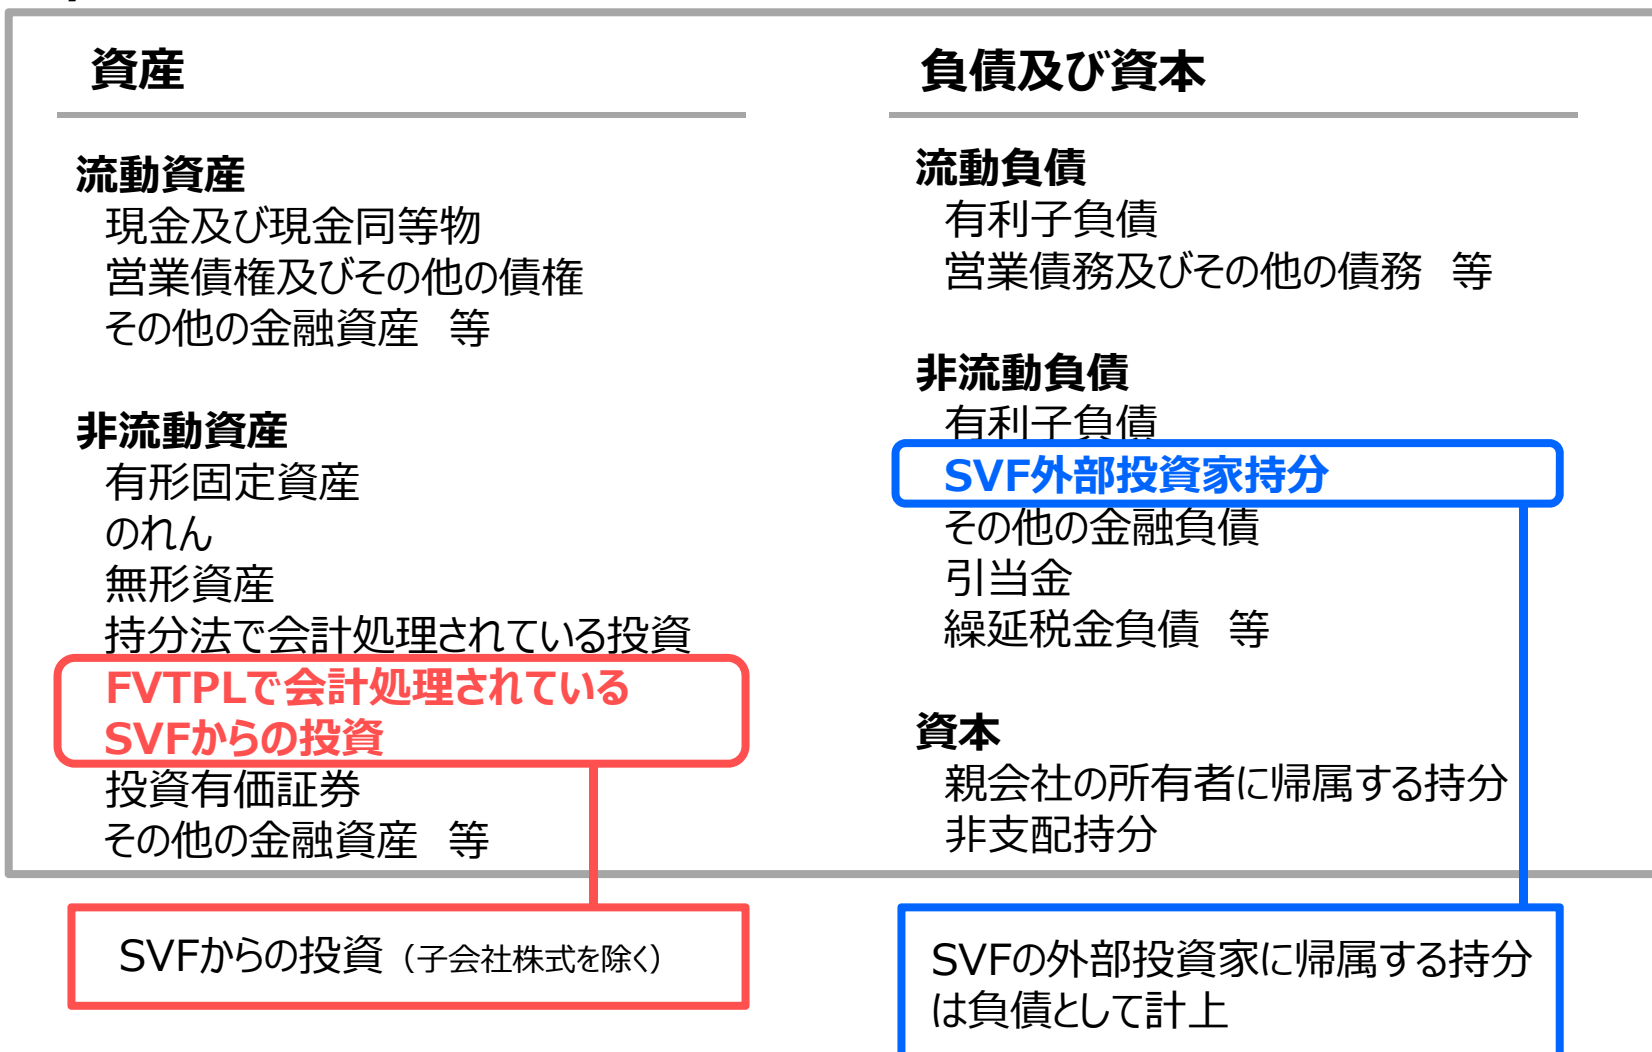 資産
流動資産
現金及び現金同等物
営業債権及びその他の債権
その他の金融資産　等
非流動資産
有形固定資産
のれん
無形資産
持分法で会計処理されている投資
FVTPLで会計処理されている
SVFからの投資
投資有価証券
その他の金融資産　等
SVFからの投資（子会社株式を除く）
負債及び資本
流動負債
有利子負債
営業債務及びその他の債務　等
非流動負債
有利子負債
SVF外部投資家持分
その他の金融負債
引当金
繰延税金負債　等
資本
親会社の所有者に帰属する持分
非支配持分
SVFの外部投資家に帰属する持分
は負債として計上